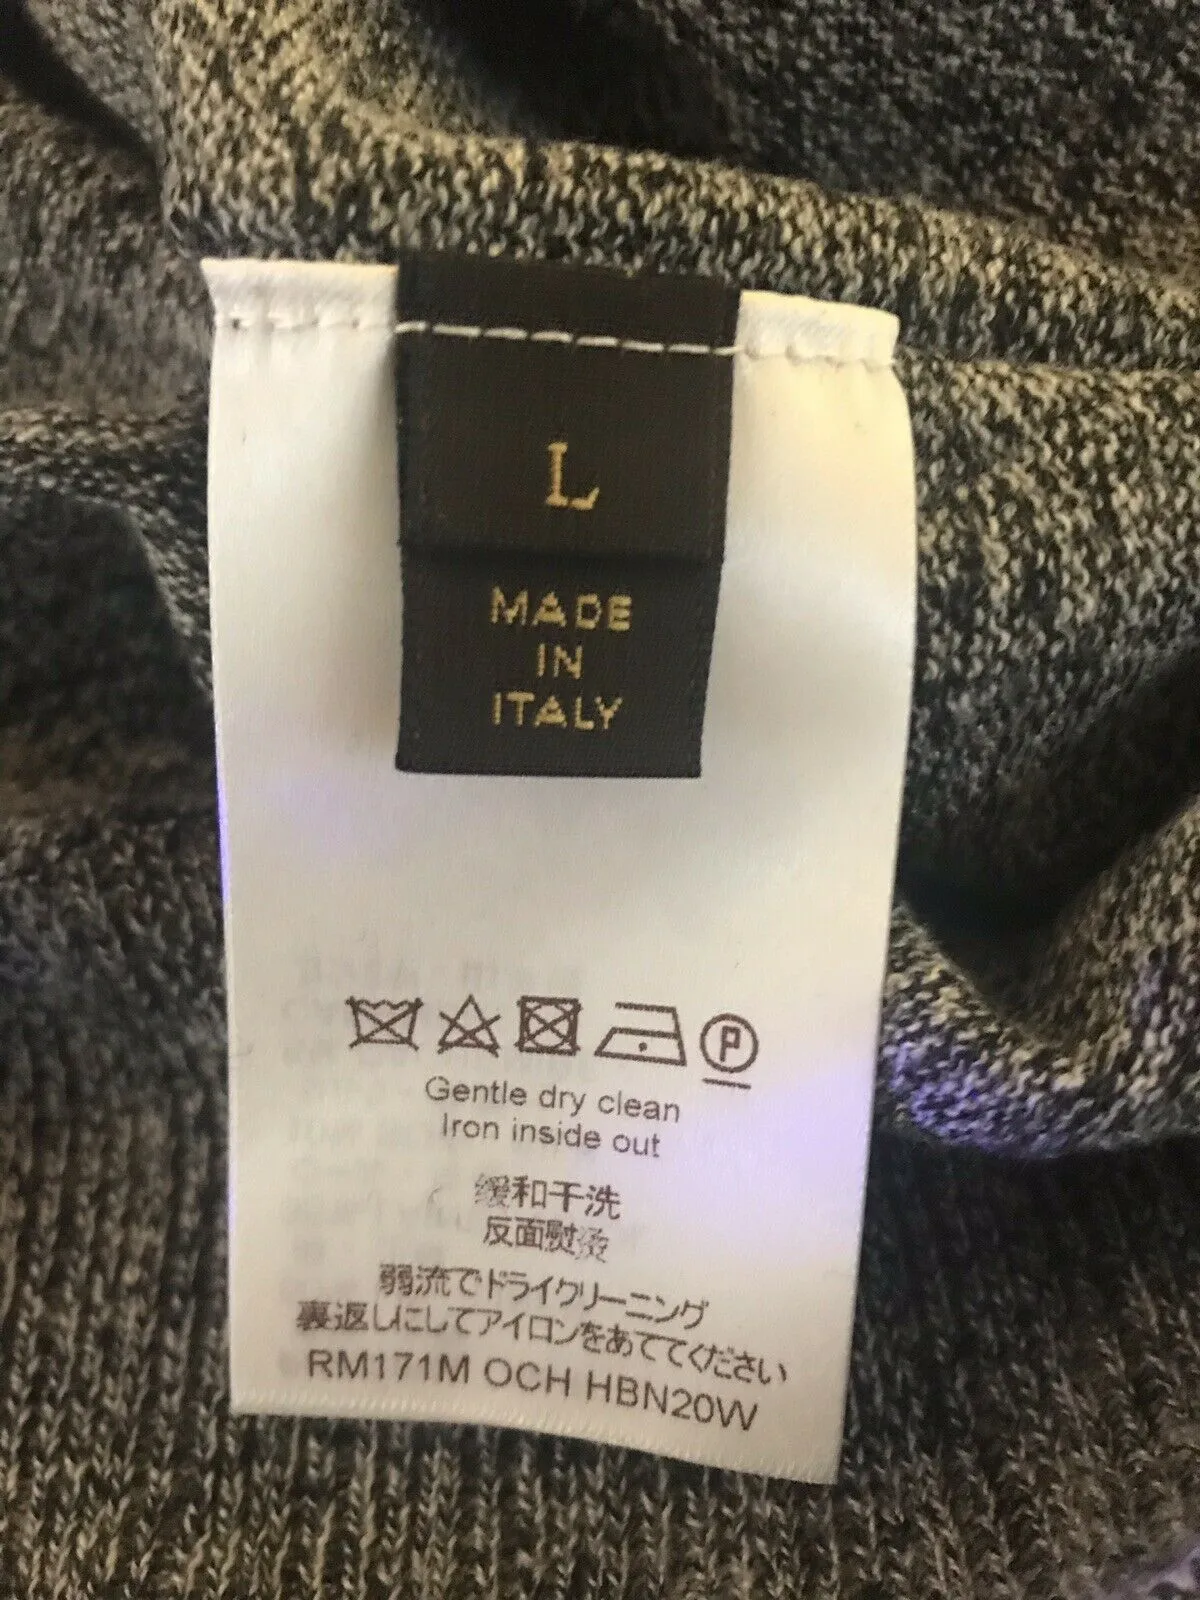 L
MADE
IN
ITALY
P
Gentle dry clean
Iron inside out
缓和干洗
反面熨烫
弱流でドライクリーニング
裏返しにしてアイロンをあててください
RM171M OCH HBN20W